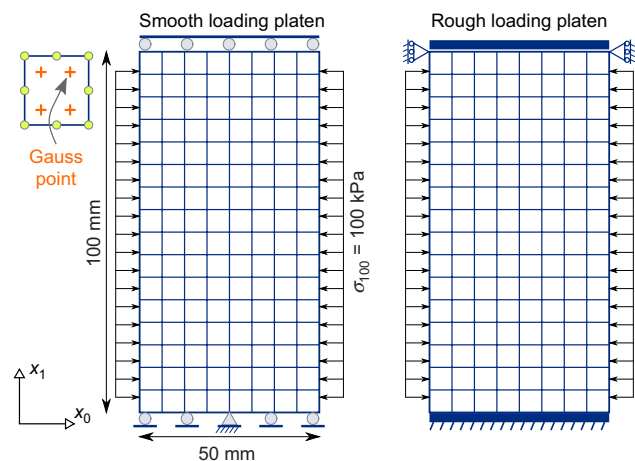 Smooth loading platen
Rough loading platen
Gauss
point
100 mm
σ₁₀₀ = 100 kPa
x₁
x₀
50 mm